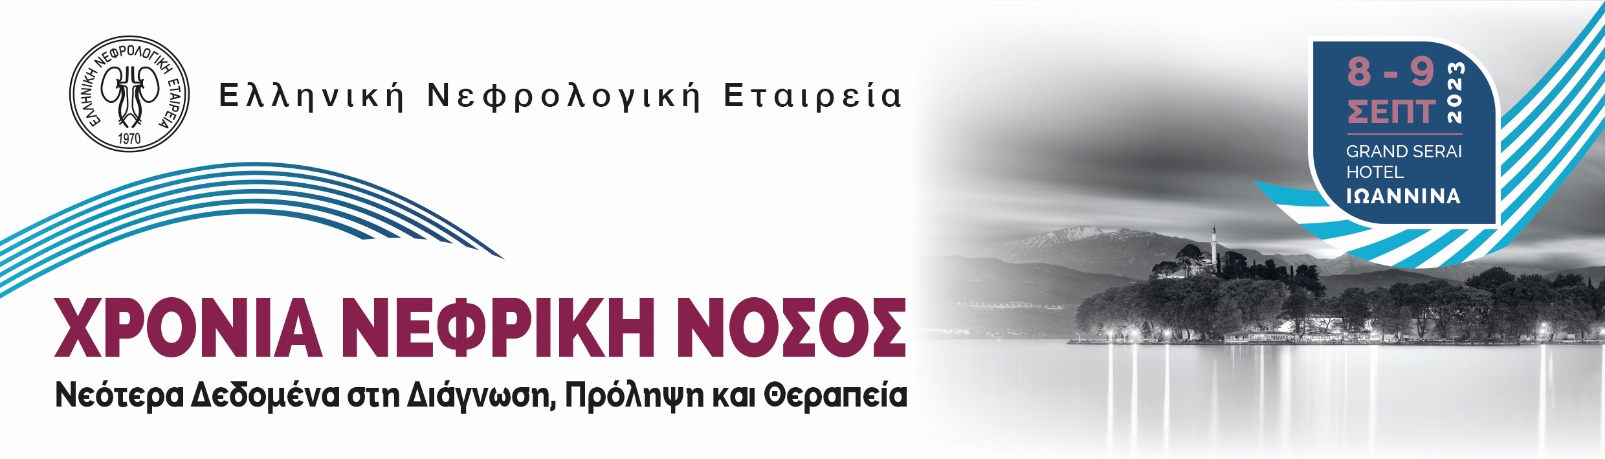 ΕΛΛΗΝΙΚΗ ΝΕΦΡΟΛΟΓΙΚΗ ΕΤΑΙΡΕΙΑ
1970
Ελληνική Νεφρολογική Εταιρεία
8 - 9
ΣΕΠΤ
2023
GRAND SERAI
HOTEL
ΙΩΑΝΝΙΝΑ
ΧΡΟΝΙΑ ΝΕΦΡΙΚΗ ΝΟΣΟΣ
Νεότερα Δεδομένα στη Διάγνωση, Πρόληψη και Θεραπεία